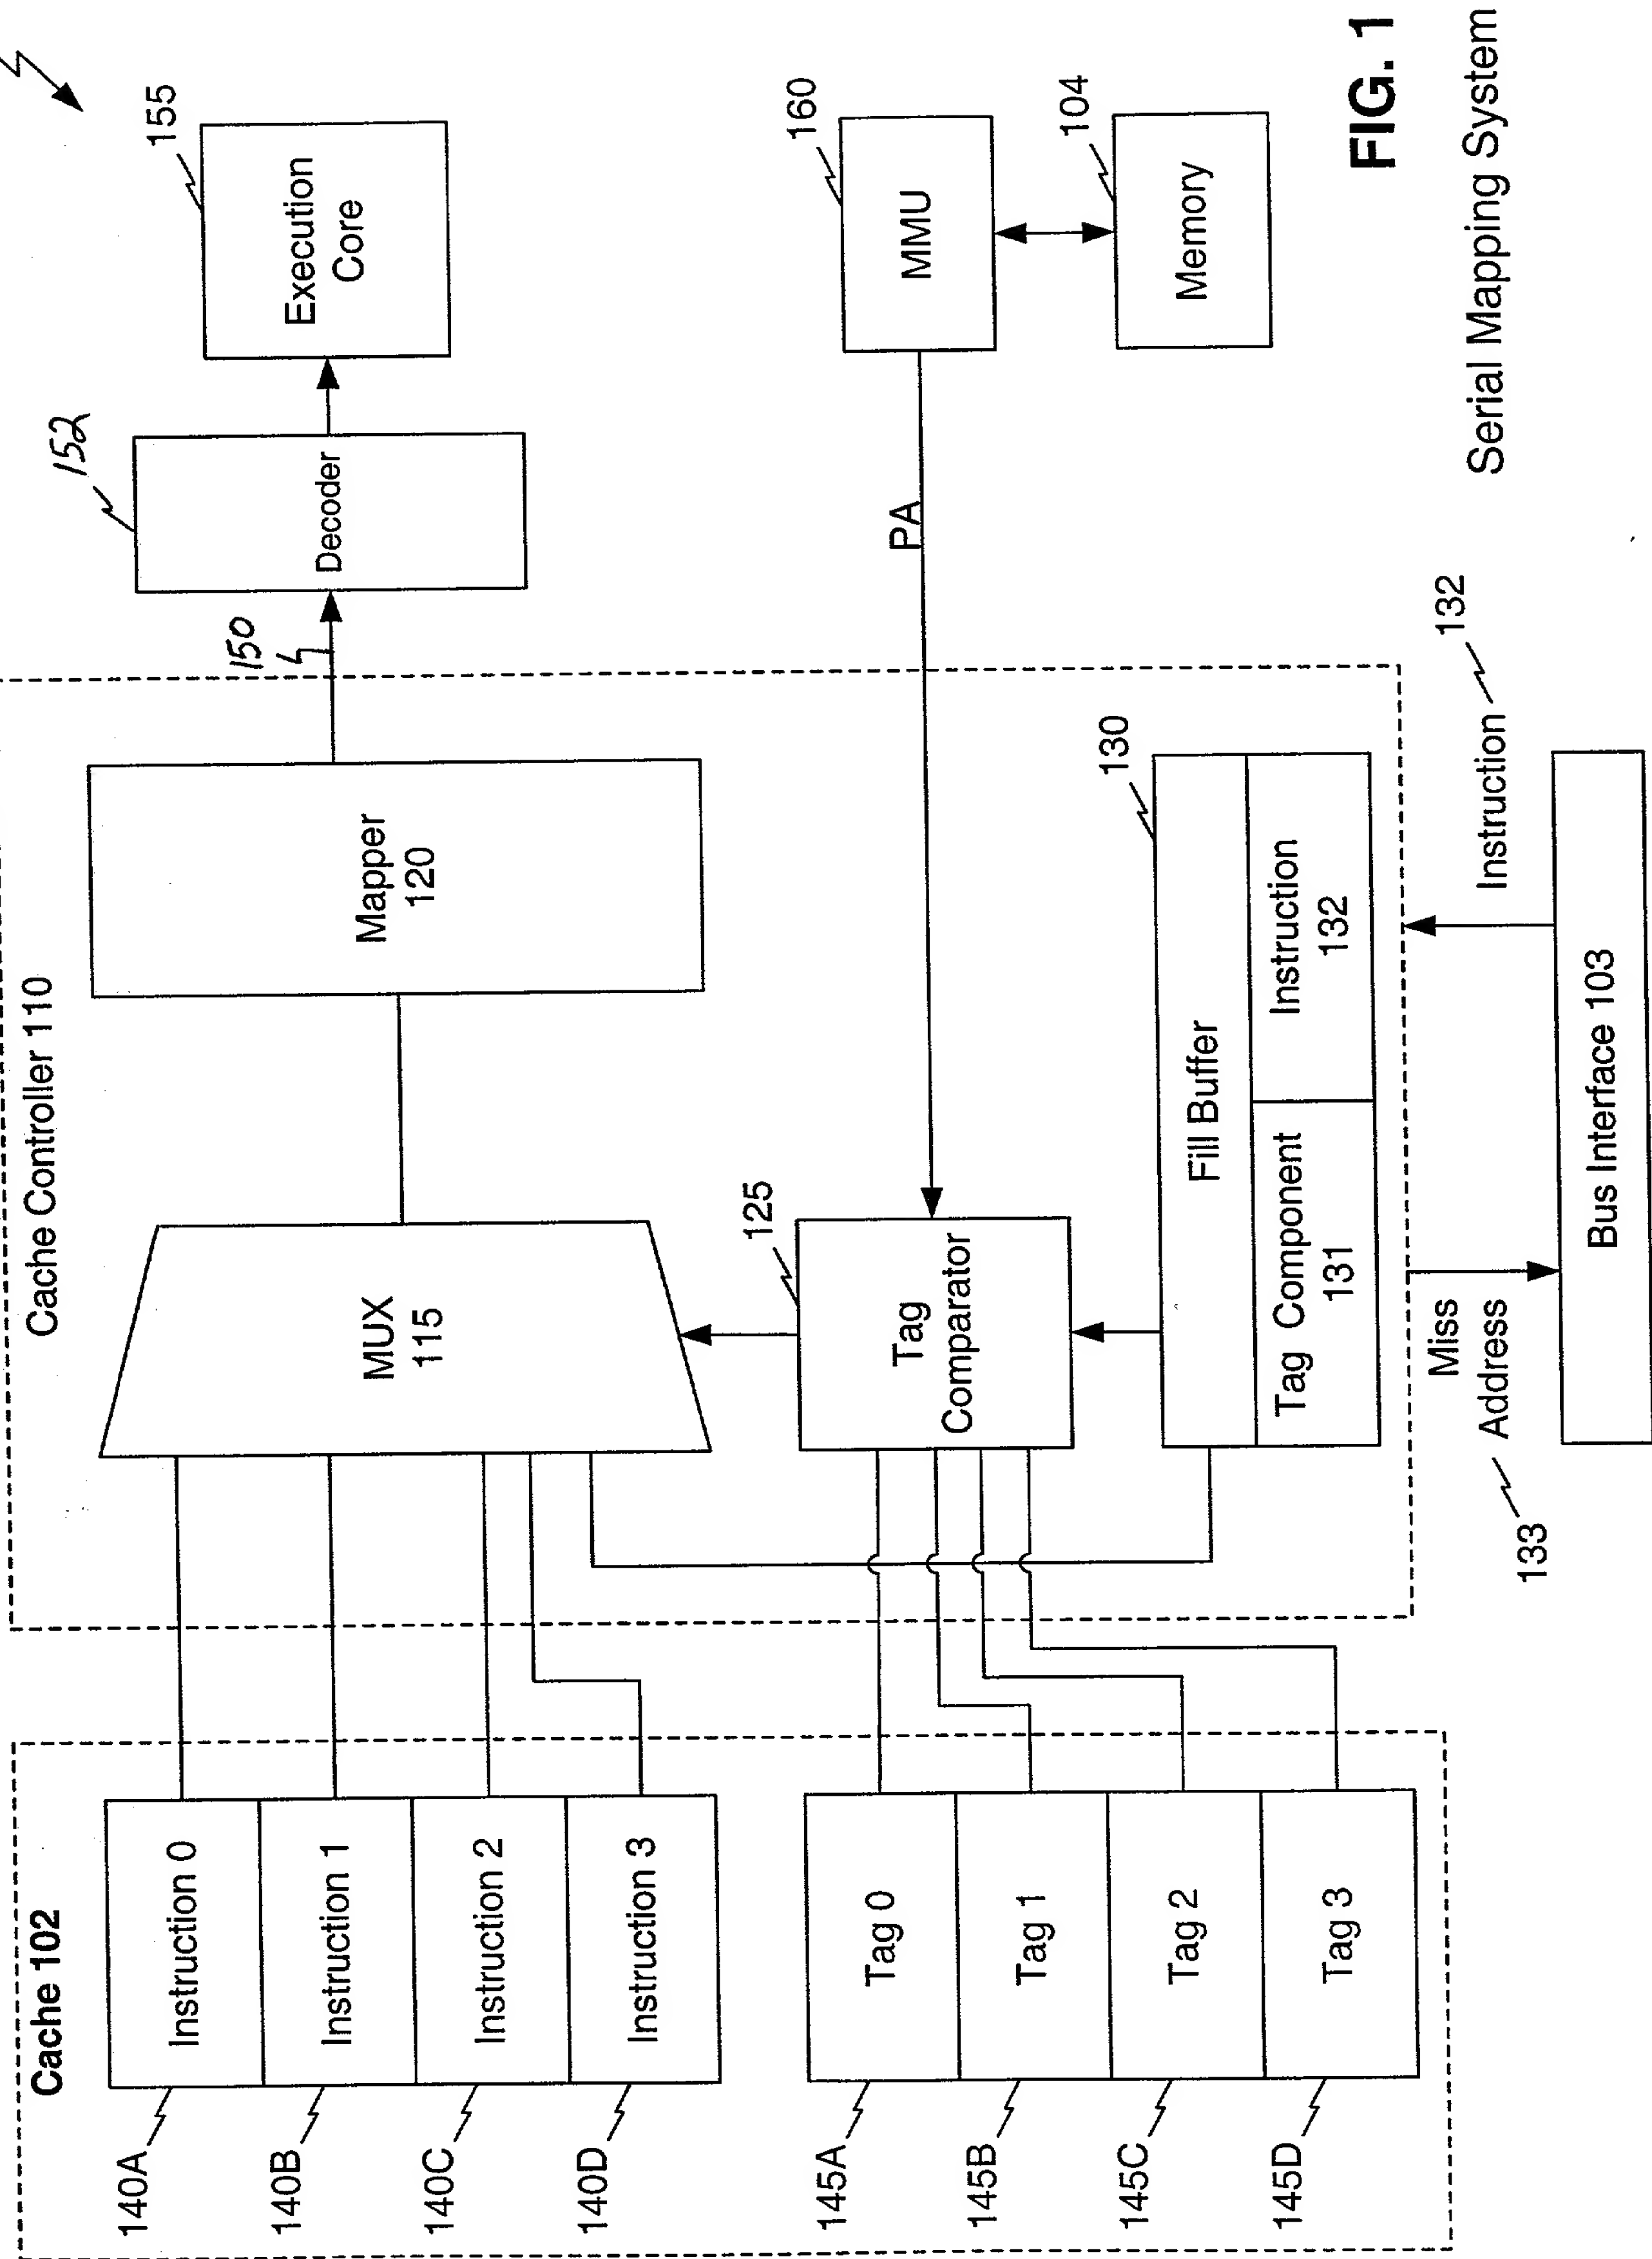 Cache 102
140A
Instruction 0
140B
Instruction 1
140C
Instruction 2
140D
Instruction 3
145A
Tag 0
145B
Tag 1
145C
Tag 2
145D
Tag 3
Cache Controller 110
MUX
115
Mapper
120
125
Tag
Comparator
130
Fill Buffer
Tag Component
131
Instruction
132
150
152
Decoder
155
Execution
Core
PA
160
MMU
104
Memory
133
Miss
Address
Instruction
132
Bus Interface 103
FIG. 1
Serial Mapping System